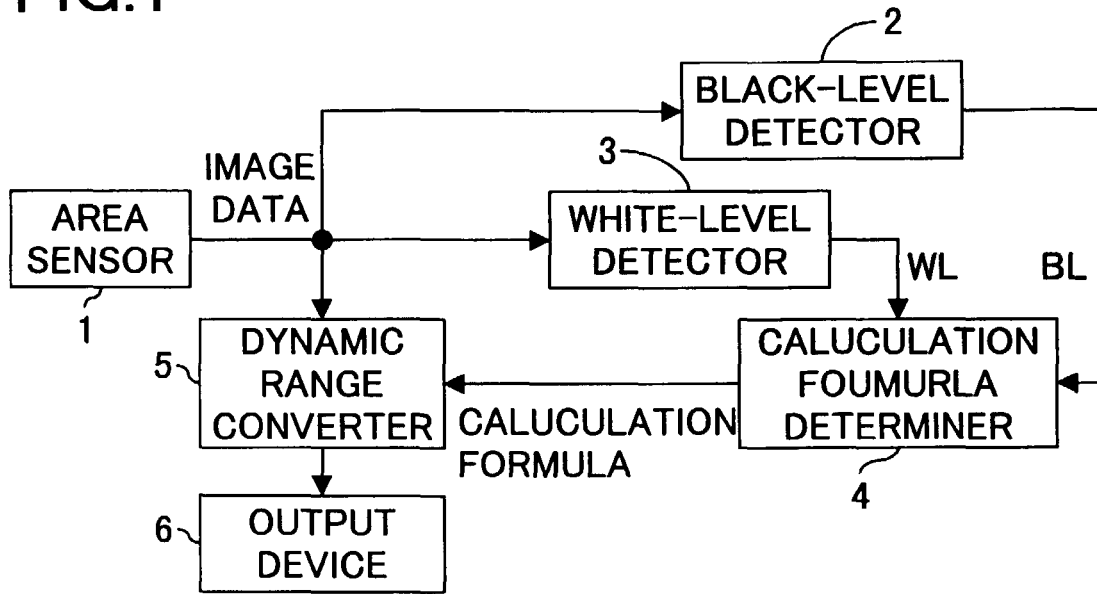 FIG.1
2
BLACK-LEVEL
DETECTOR
3
IMAGE
DATA
WHITE-LEVEL
DETECTOR
AREA
SENSOR
1
WL
BL
5
DYNAMIC
RANGE
CONVERTER
CALUCULATION
FOUMURLA
DETERMINER
4
CALUCULATION
FORMULA
6
OUTPUT
DEVICE